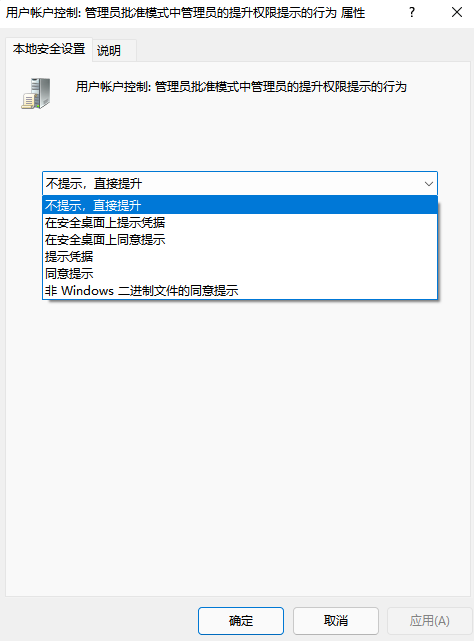 用户帐户控制: 管理员批准模式中管理员的提升权限提示的行为 属性 ?
本地安全设置 说明
用户帐户控制: 管理员批准模式中管理员的提升权限提示的行为
不提示，直接提升
不提示，直接提升
在安全桌面上提示凭据
在安全桌面上同意提示
提示凭据
同意提示
非 Windows 二进制文件的同意提示
确定 取消 应用(A)